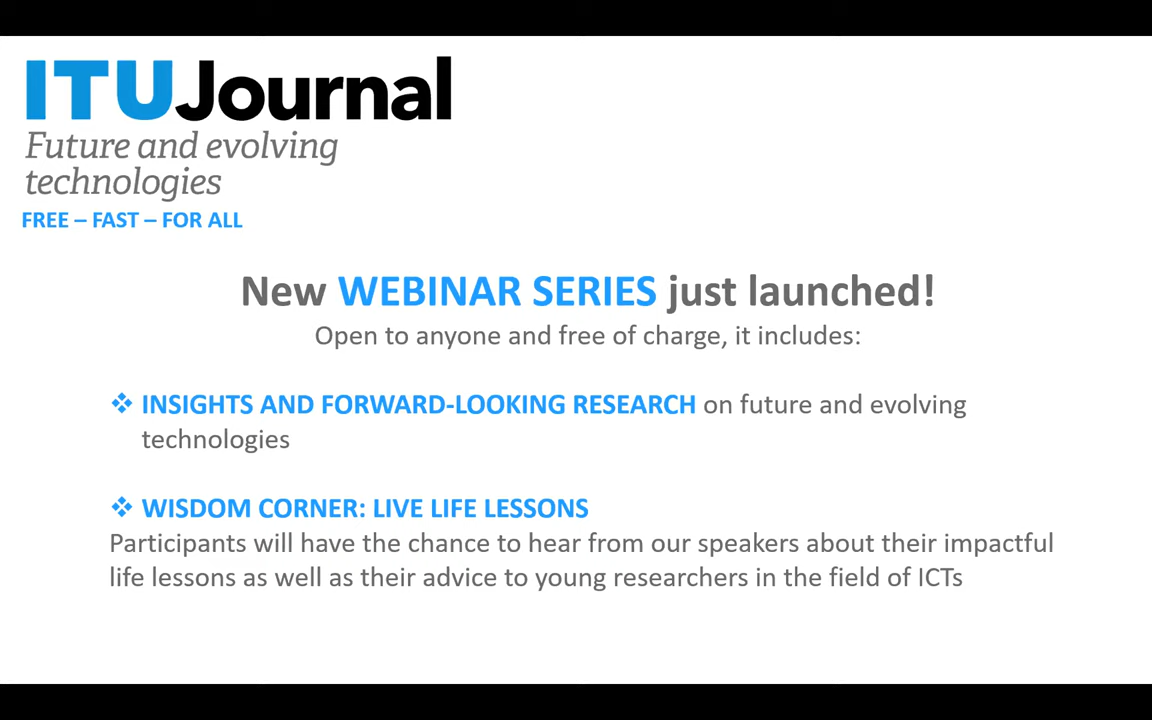 ITUJournal
Future and evolving
technologies
FREE – FAST – FOR ALL
New WEBINAR SERIES just launched!
Open to anyone and free of charge, it includes:
❖ INSIGHTS AND FORWARD-LOOKING RESEARCH on future and evolving
technologies
❖ WISDOM CORNER: LIVE LIFE LESSONS
Participants will have the chance to hear from our speakers about their impactful
life lessons as well as their advice to young researchers in the field of ICTs